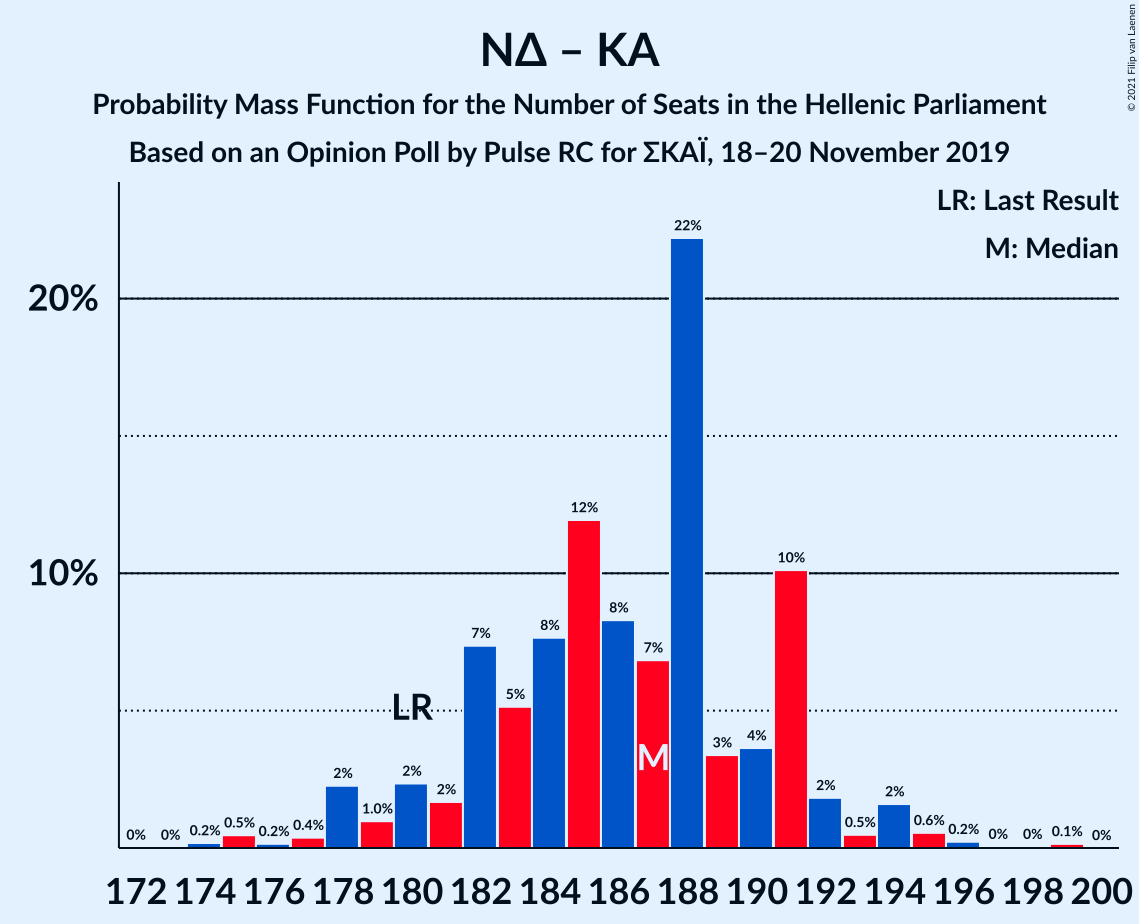 ΝΔ – ΚΑ
Probability Mass Function for the Number of Seats in the Hellenic Parliament
Based on an Opinion Poll by Pulse RC for ΣΚΑΪ, 18–20 November 2019
© 2021 Filip van Laenen
LR: Last Result
M: Median
20%
10%
0% 0% 0.2% 0.5% 0.2% 0.4% 2% 1.0% 2% 2% 7% 5% 8% 12% 8% 7% 22% 3% 4% 10% 2% 0.5% 2% 0.6% 0.2% 0% 0% 0.1% 0%
LR
M
172 174 176 178 180 182 184 186 188 190 192 194 196 198 200